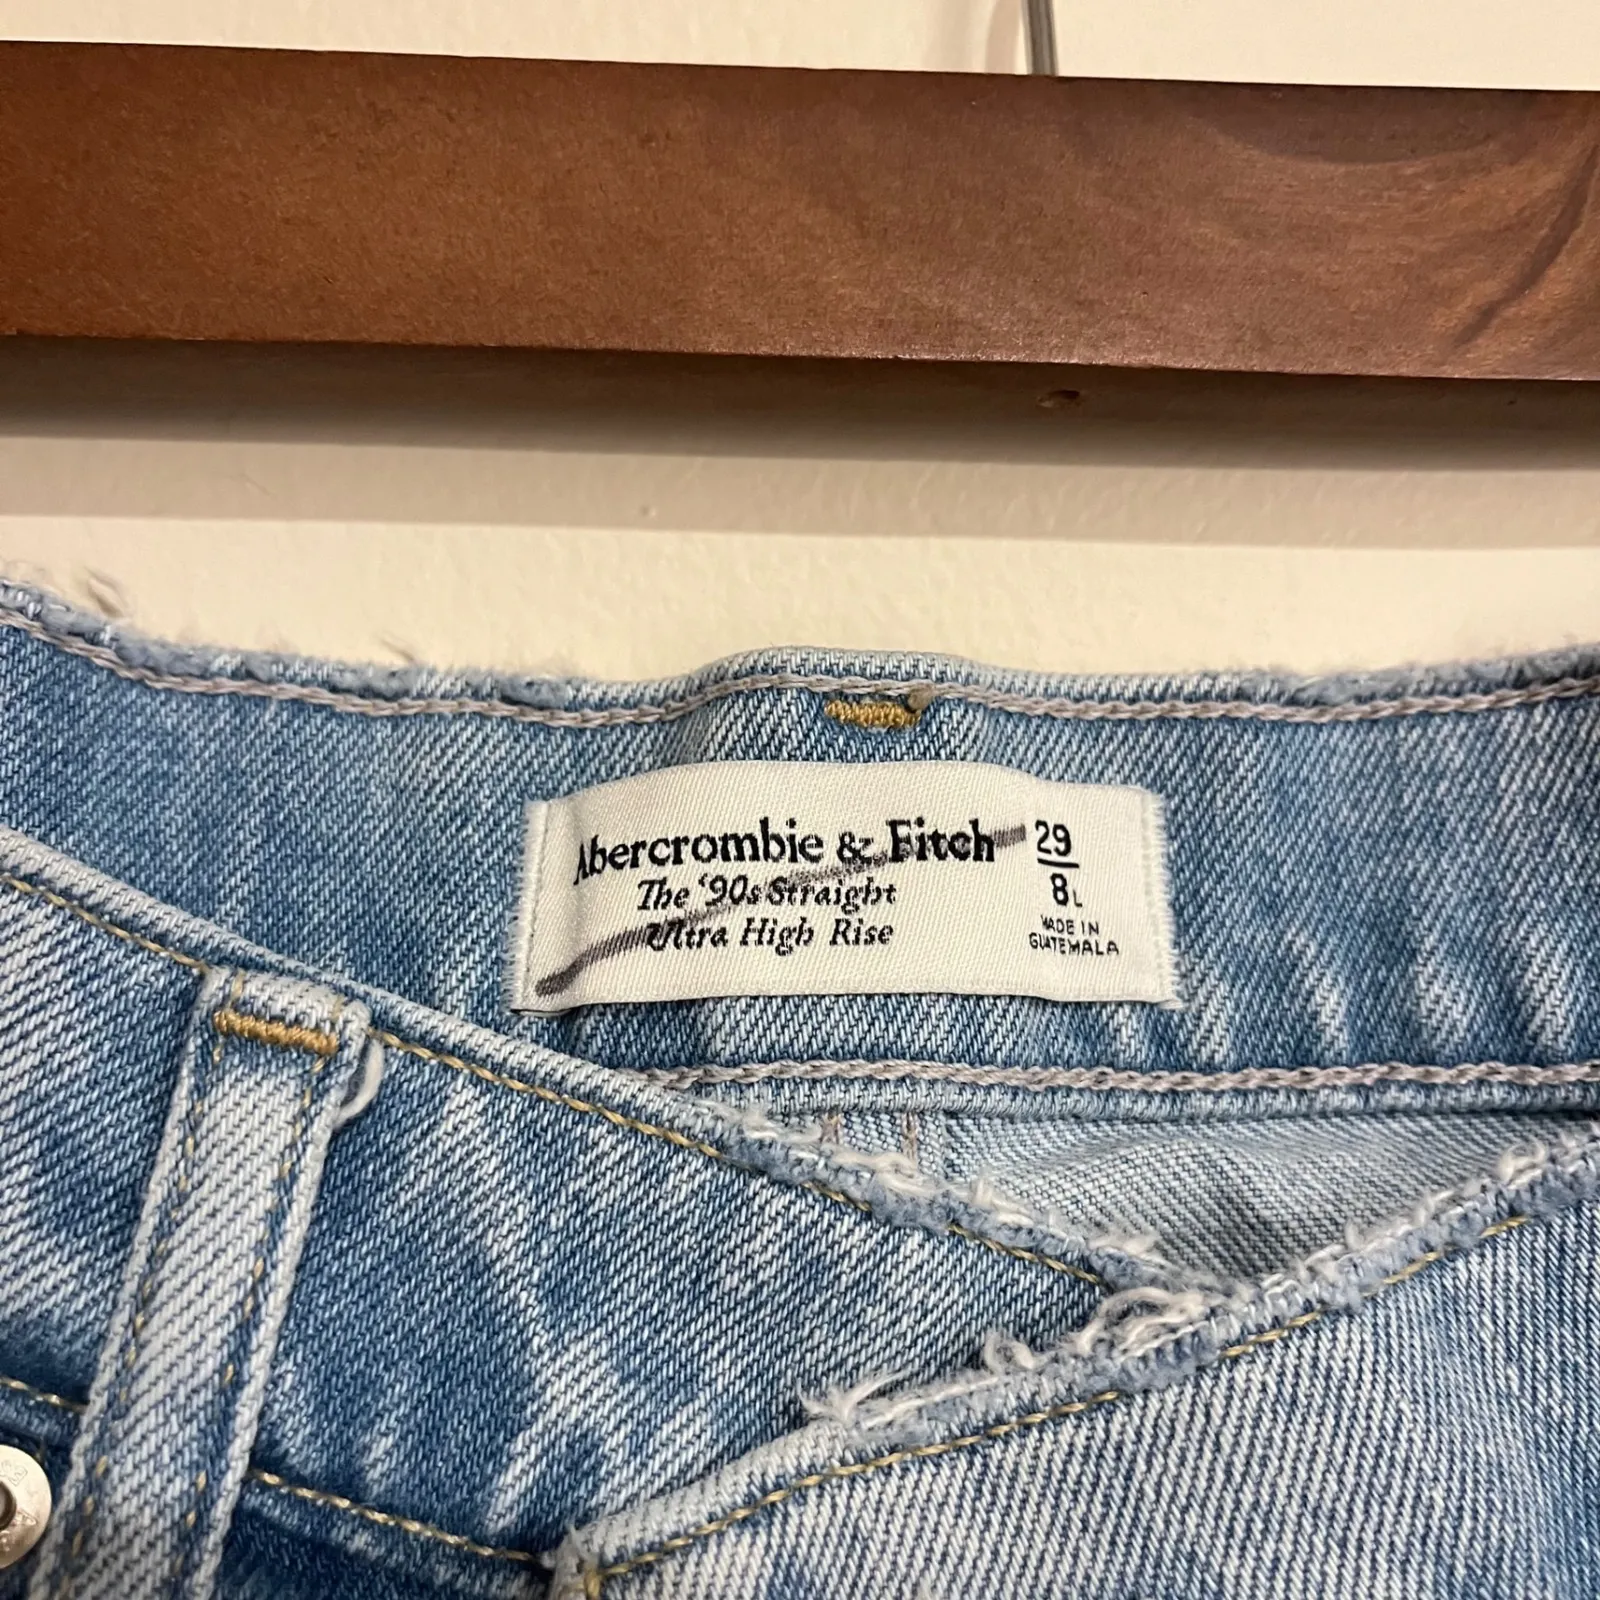 Abercrombie & Fitch
The '90s Straight
Ultra High Rise
29
8L
MADE IN
GUATEMALA